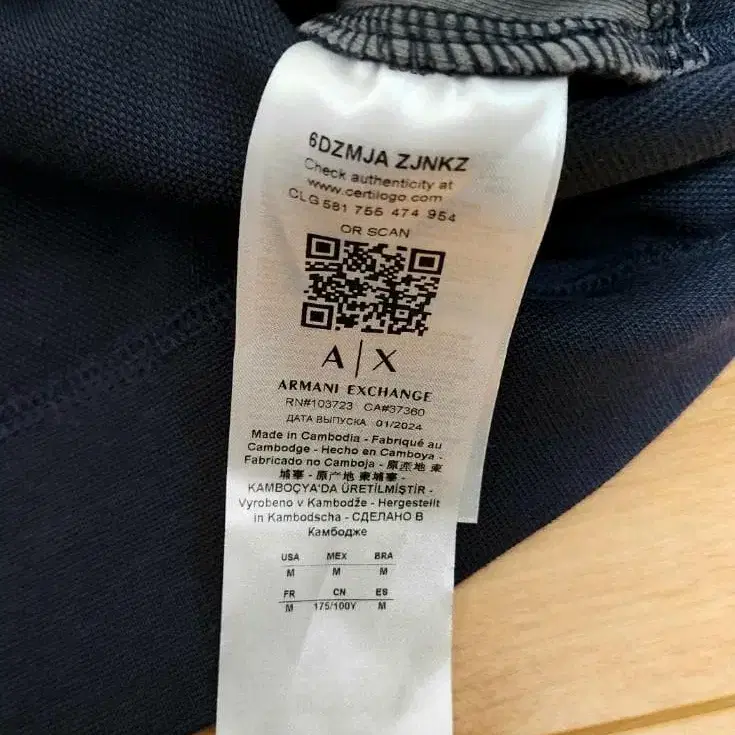 6DZMJA ZJNKZ
Check authenticity at
www.certilogo.com
CLG 581 755 474 954
OR SCAN
A|X
ARMANI EXCHANGE
RN#103723 CA#37360
ДАТА ВЫПУСКА 01/2024
Made in Cambodia - Fabriqué au
Cambodge - Hecho en Camboya -
Fabricado no Camboja - 原産地 柬
埔寨 - 原产地 柬埔寨 -
KAMBOÇYA'DA ÜRETİLMİŞTİR -
Vyrobeno v Kambodže - Hergestellt
in Kambodscha - СДЕЛАНО В
Камбодже
USA MEX BRA
M M M
FR CN ES
M 175/100Y M